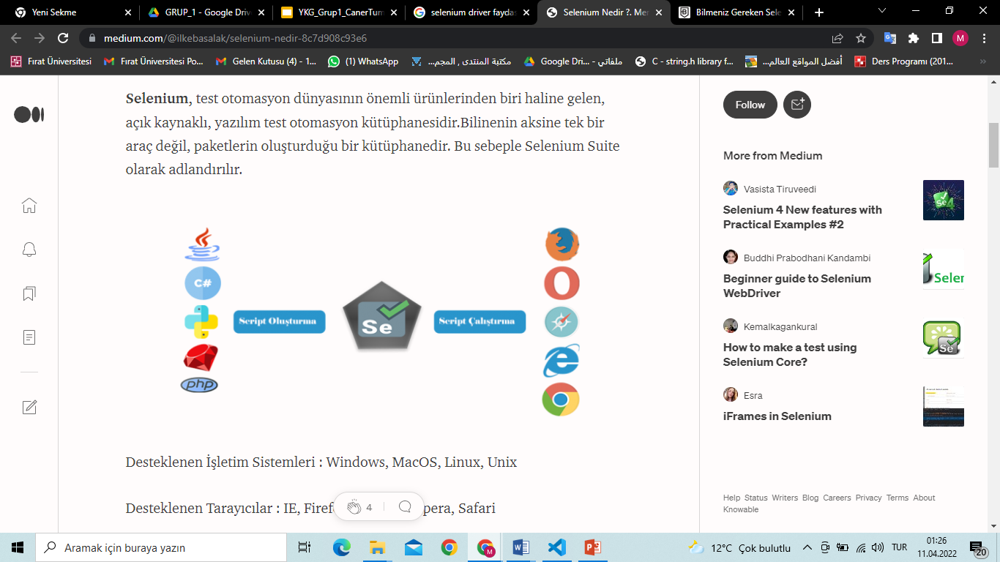 Yeni Sekme
GRUP_1 - Google Driv
YKG_Grup1_CanerTur
selenium driver faydas
Selenium Nedir ?. Mer
Bilmeniz Gereken Sele
medium.com/@ilkebasalak/selenium-nedir-8c7d908c93e6
M
Fırat Üniversitesi
Fırat Üniversitesi Po...
Gelen Kutusu (4) - 1...
(1) WhatsApp
مكتبة المنتدى , المجم...
Google Dri... - ملفاتي
C - string.h library f...
أفضل المواقع العالم...
Ders Programı (201...
Selenium, test otomasyon dünyasının önemli ürünlerinden biri haline gelen,
açık kaynaklı, yazılım test otomasyon kütüphanesidir.Bilinenin aksine tek bir
araç değil, paketlerin oluşturduğu bir kütüphanedir. Bu sebeple Selenium Suite
olarak adlandırılır.
C#
php
Script Oluşturma
Se
Script Çalıştırma
Desteklenen İşletim Sistemleri : Windows, MacOS, Linux, Unix
Desteklenen Tarayıcılar : IE, Firef
pera, Safari
4
Follow
More from Medium
Vasista Tiruveedi
Selenium 4 New features with
Practical Examples #2
Se 4
Buddhi Prabodhani Kandambi
Beginner guide to Selenium
WebDriver
Seler
Kemalkagankural
How to make a test using
Selenium Core?
Se
Esra
iFrames in Selenium
Help Status Writers Blog Careers Privacy Terms About
Knowable
Aramak için buraya yazın
M
12°C Çok bulutlu
TUR
01:26
11.04.2022
20